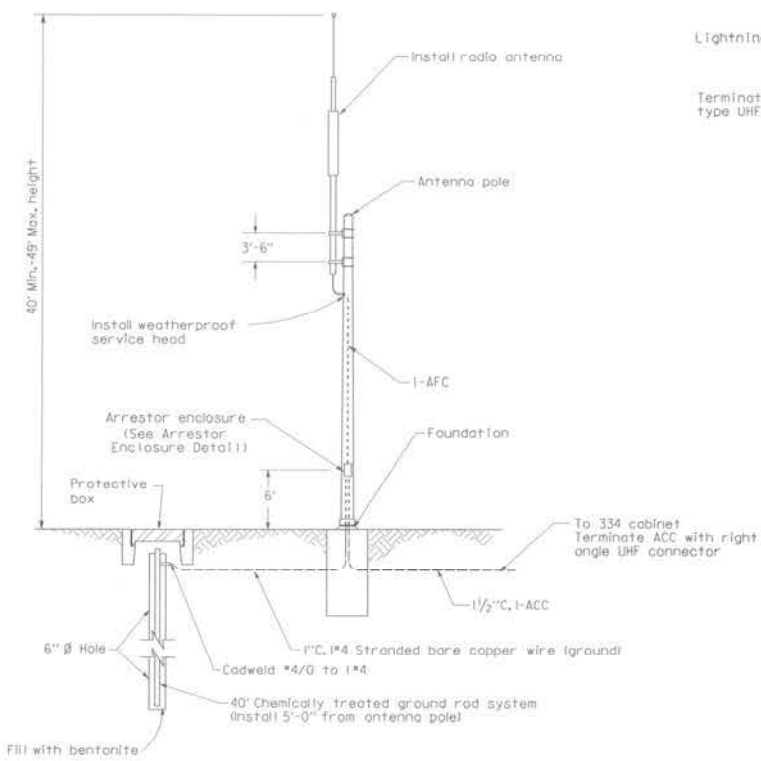 Lightnin
Install radio antenna
Terminat
type UHF
Antenna pole
40' Min.-49' Max. height
3'-6"
Install weatherproof
service head
1-AFC
Arrestor enclosure
(See Arrestor
Enclosure Detail)
Foundation
6'
Protective
box
To 334 cabinet
Terminate ACC with right
angle UHF connector
1½"C, 1-ACC
6" Ø Hole
1"C, 1#4 Stranded bare copper wire (ground)
Cadweld #4/0 to 1#4
40' Chemically treated ground rod system
(Install 5'-0" from antenna pole)
Fill with bentonite